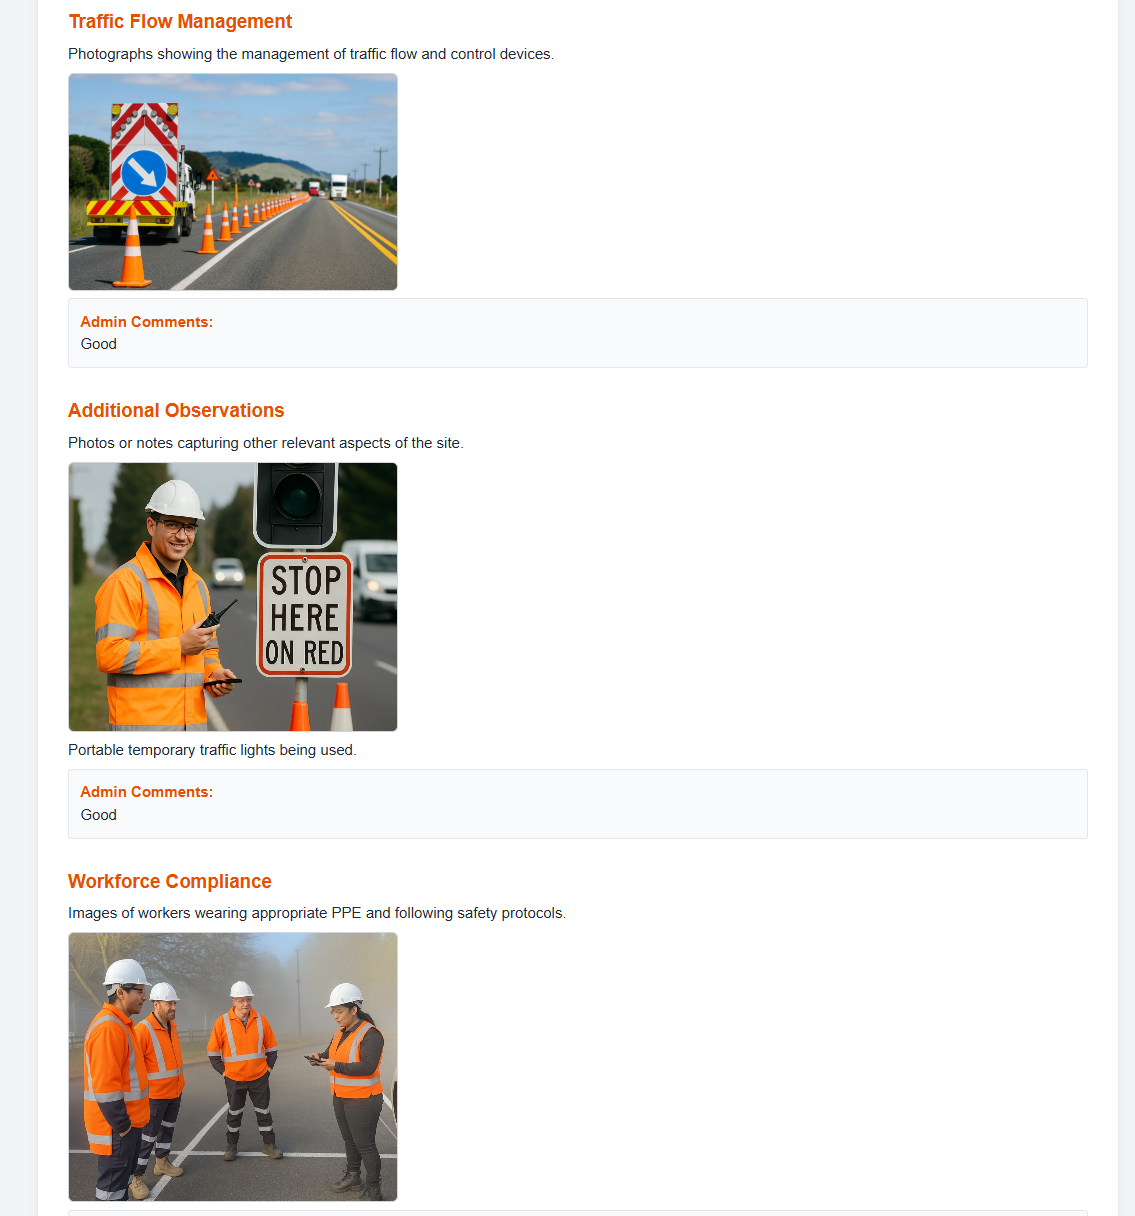 Traffic Flow Management
Photographs showing the management of traffic flow and control devices.
Admin Comments:
Good
Additional Observations
Photos or notes capturing other relevant aspects of the site.
STOP
HERE
ON RED
Portable temporary traffic lights being used.
Admin Comments:
Good
Workforce Compliance
Images of workers wearing appropriate PPE and following safety protocols.